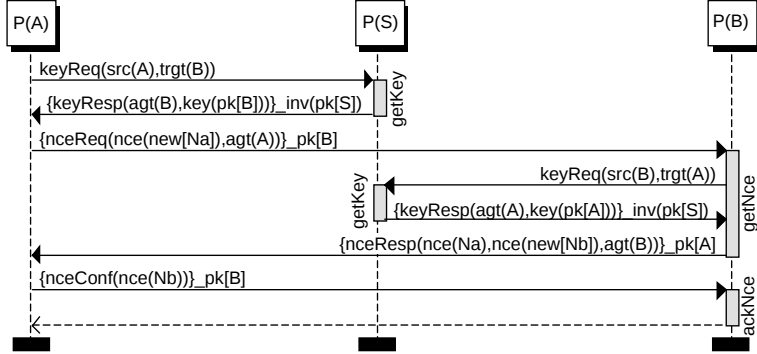 P(A)
P(S)
P(B)
keyReq(src(A),trgt(B))
getKey
{keyResp(agt(B),key(pk[B]))}_inv(pk[S])
{nceReq(nce(new[Na]),agt(A))}_pk[B]
keyReq(src(B),trgt(A))
getKey
getNce
{keyResp(agt(A),key(pk[A]))}_inv(pk[S])
{nceResp(nce(Na),nce(new[Nb]),agt(B))}_pk[A]
{nceConf(nce(Nb))}_pk[B]
ackNce